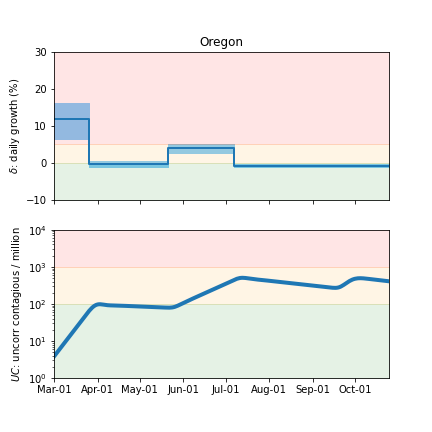 Oregon
δ: daily growth (%)
30
20
10
0
−10
UC: uncorr contagious / million
10⁴
10³
10²
10¹
10⁰
Mar-01 Apr-01 May-01 Jun-01 Jul-01 Aug-01 Sep-01 Oct-01